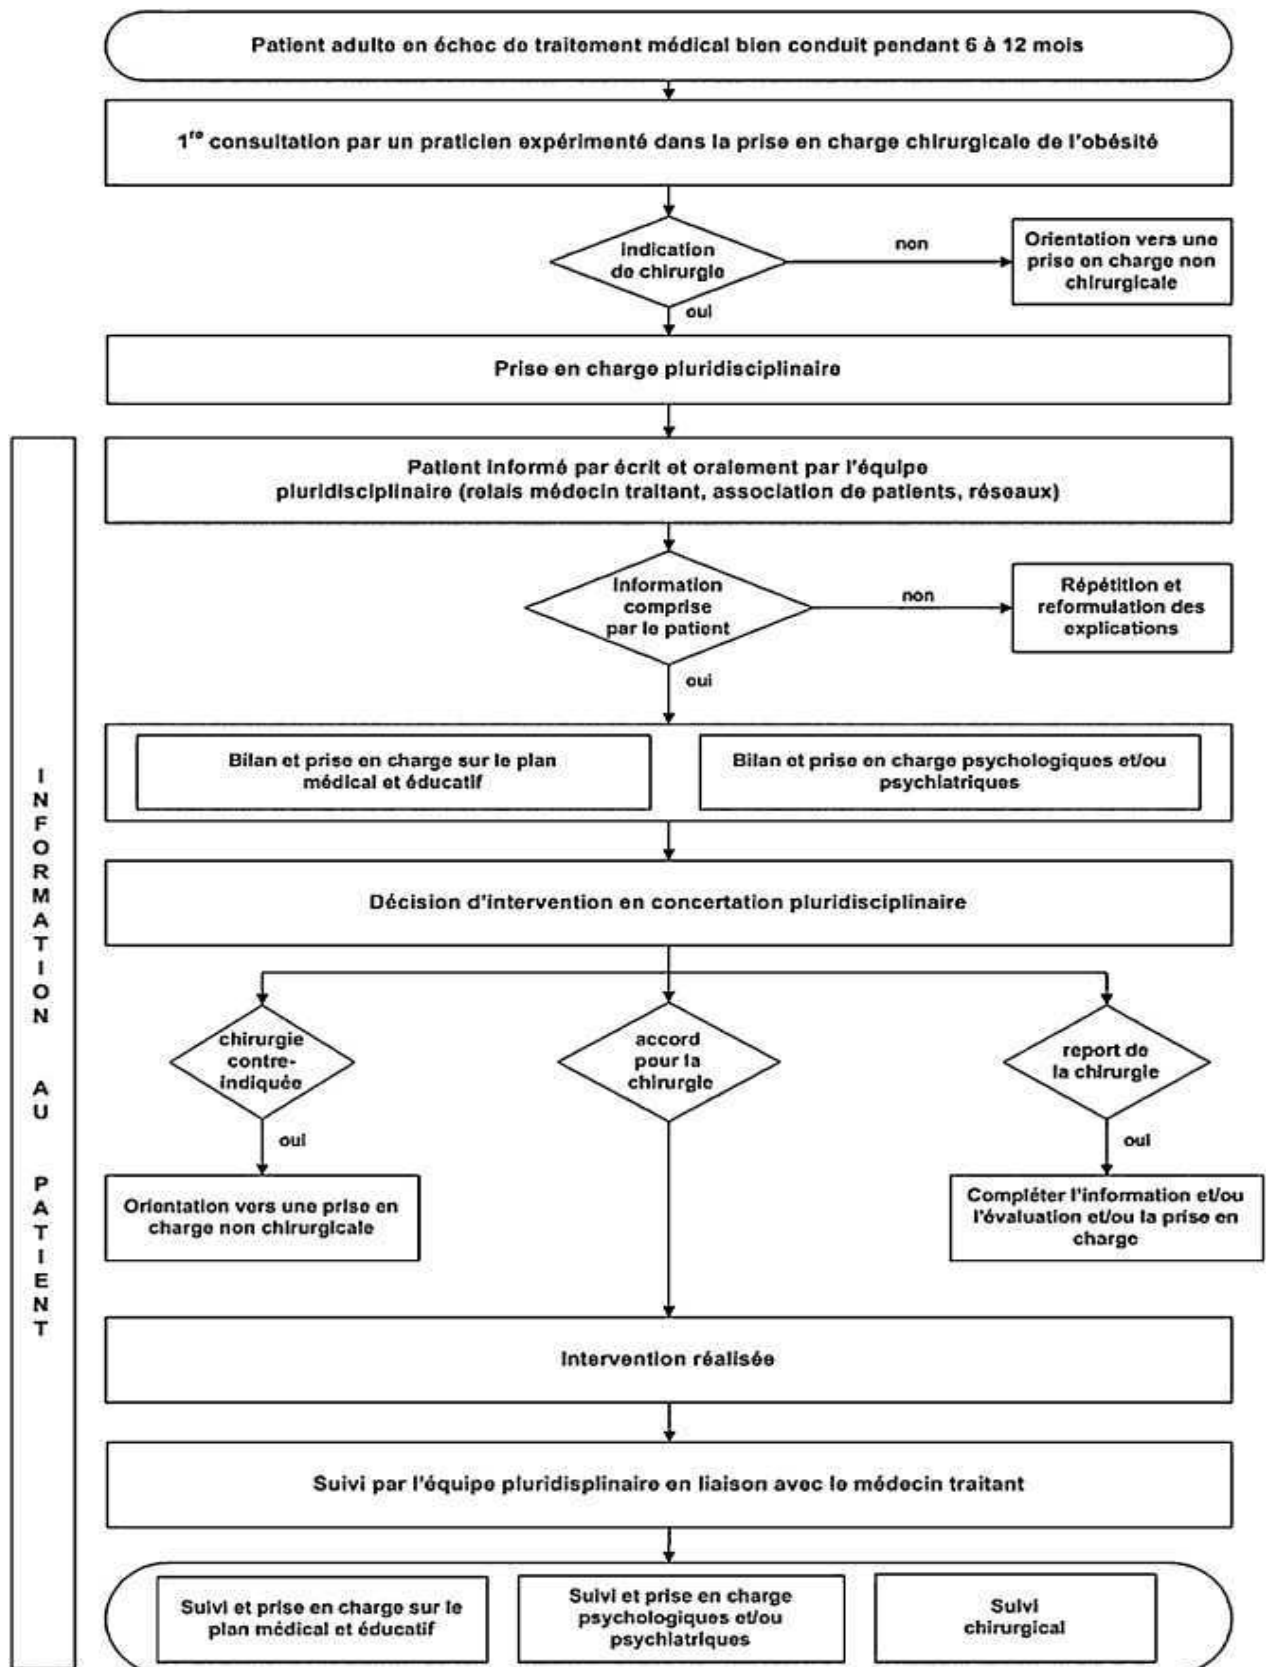 Patient adulte en échec de traitement médical bien conduit pendant 6 à 12 mois
1re consultation par un praticien expérimenté dans la prise en charge chirurgicale de l'obésité
indication
de chirurgie
non
Orientation vers une
prise en charge non
chirurgicale
oui
Prise en charge pluridisciplinaire
Patient informé par écrit et oralement par l'équipe
pluridisciplinaire (relais médecin traitant, association de patients, réseaux)
Information
comprise
par le patient
non
Répétition et
reformulation des
explications
oui
Bilan et prise en charge sur le plan
médical et éducatif
Bilan et prise en charge psychologiques et/ou
psychiatriques
Décision d'intervention en concertation pluridisciplinaire
chirurgie
contre-
indiquée
accord
pour la
chirurgie
report de
la chirurgie
oui
oui
Orientation vers une prise en
charge non chirurgicale
Compléter l'information et/ou
l'évaluation et/ou la prise en
charge
Intervention réalisée
Suivi par l'équipe pluridisplinaire en liaison avec le médecin traitant
Suivi et prise en charge sur le
plan médical et éducatif
Suivi et prise en charge
psychologiques et/ou
psychiatriques
Suivi
chirurgical
INFORMATION AU PATIENT